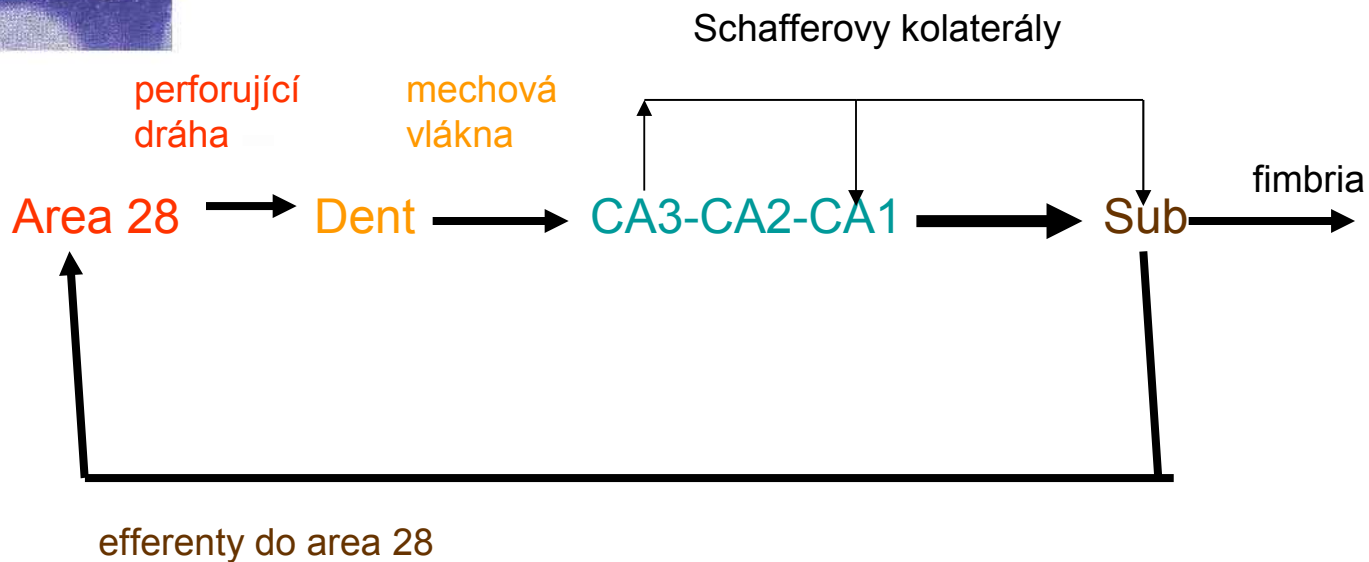 Schafferovy kolaterály
perforující
dráha
mechová
vlákna
fimbria
Area 28
Dent
CA3-CA2-CA1
Sub
efferenty do area 28